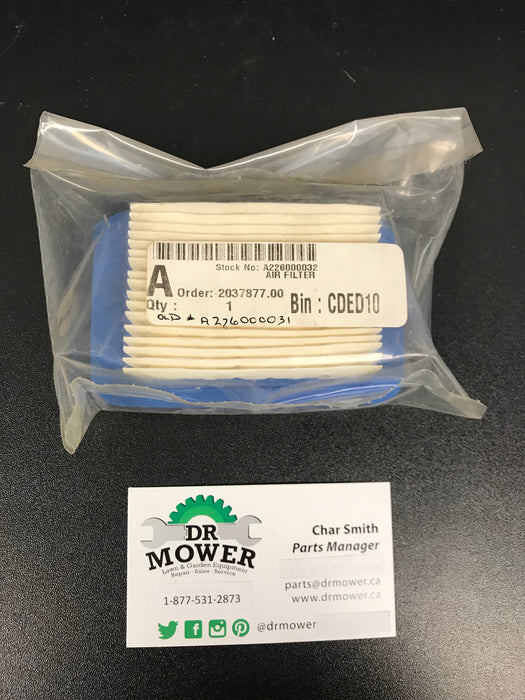 Stock No: A226000032
AIR FILTER
A Order: 2037877.00
Qty : 1 Bin : CDED10
OLD # A226000031
DR
MOWER
Lawn & Garden Equipment
Repair - Sales - Service
1-877-531-2873
@drmower
Char Smith
Parts Manager
parts@drmower.ca
www.drmower.ca